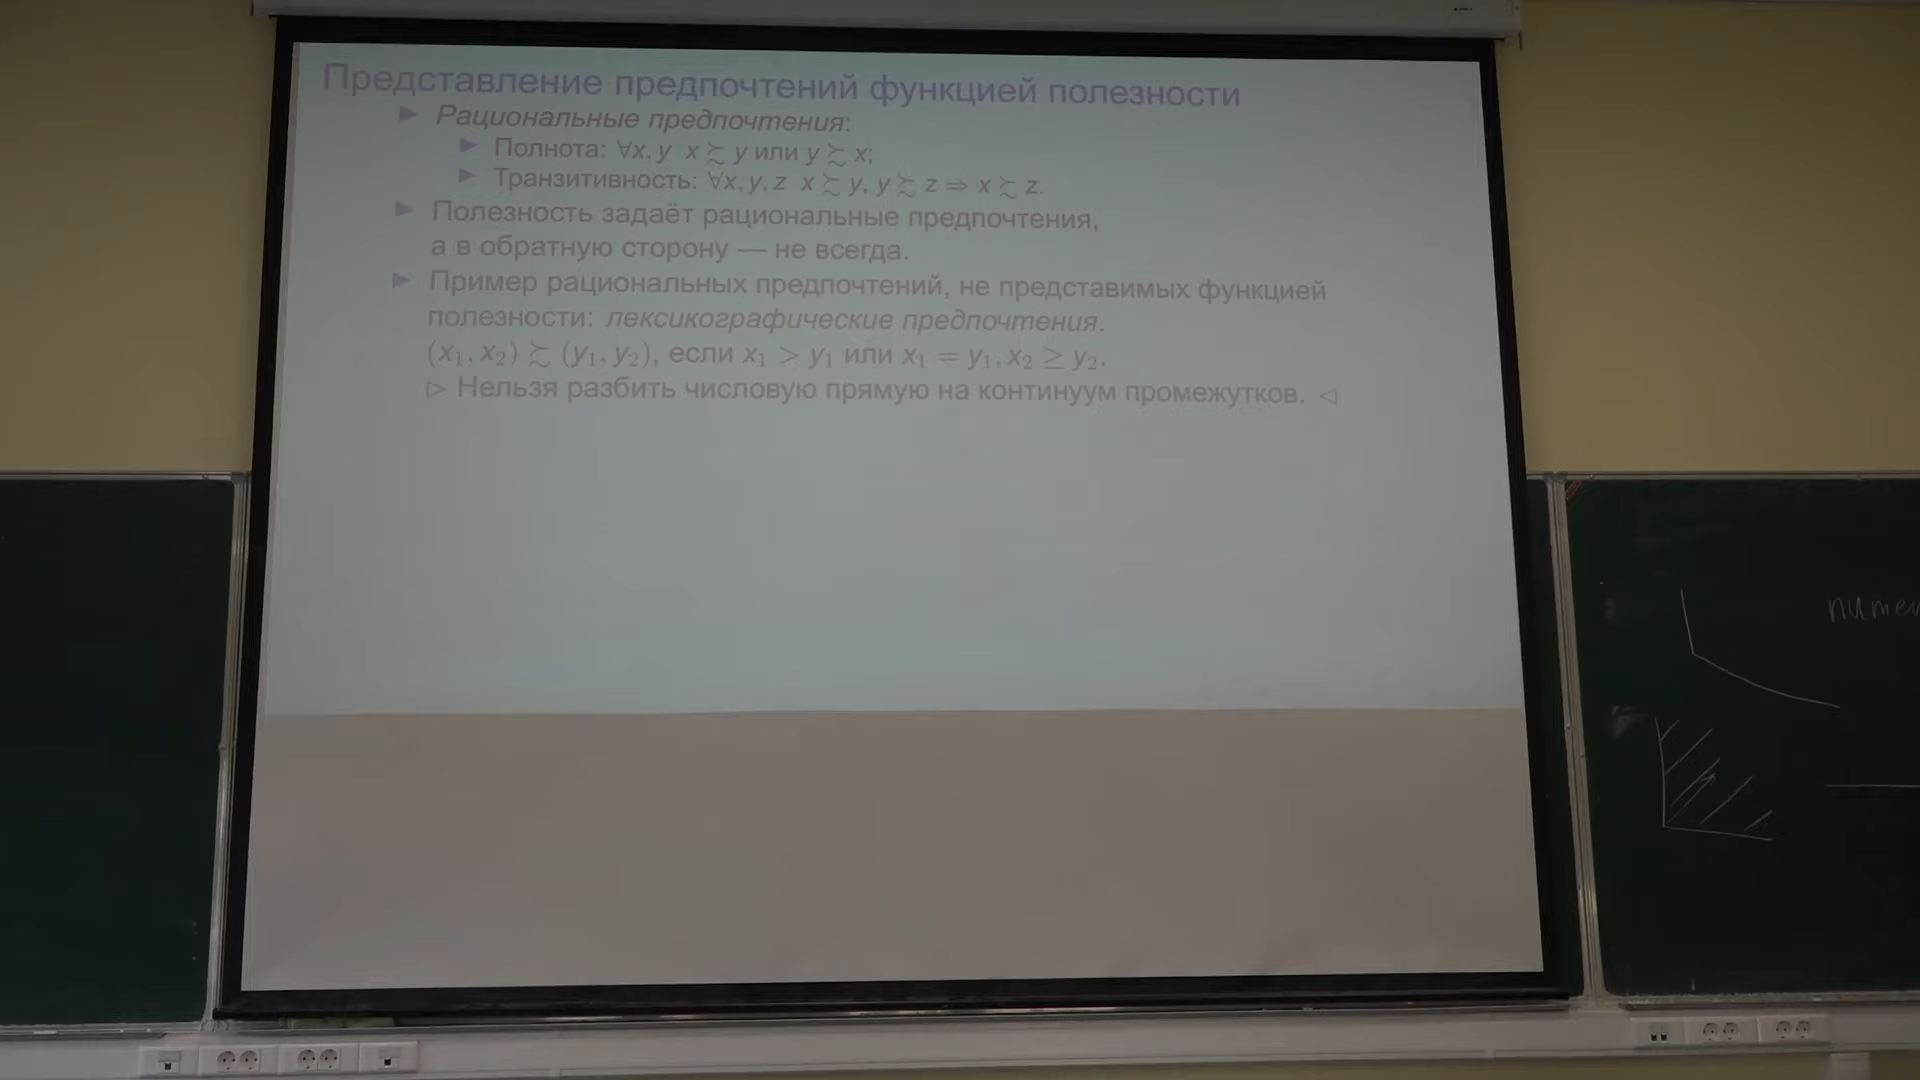 Представление предпочтений функцией полезности
► Рациональные предпочтения:
► Полнота: ∀x, y x ≿ y или y ≿ x;
► Транзитивность: ∀x, y, z x ≿ y, y ≿ z ⇒ x ≿ z.
► Полезность задаёт рациональные предпочтения,
а в обратную сторону — не всегда.
► Пример рациональных предпочтений, не представимых функцией
полезности: лексикографические предпочтения.
(x₁, x₂) ≿ (y₁, y₂), если x₁ > y₁ или x₁ = y₁, x₂ ≥ y₂.
▷ Нельзя разбить числовую прямую на континуум промежутков. ◁